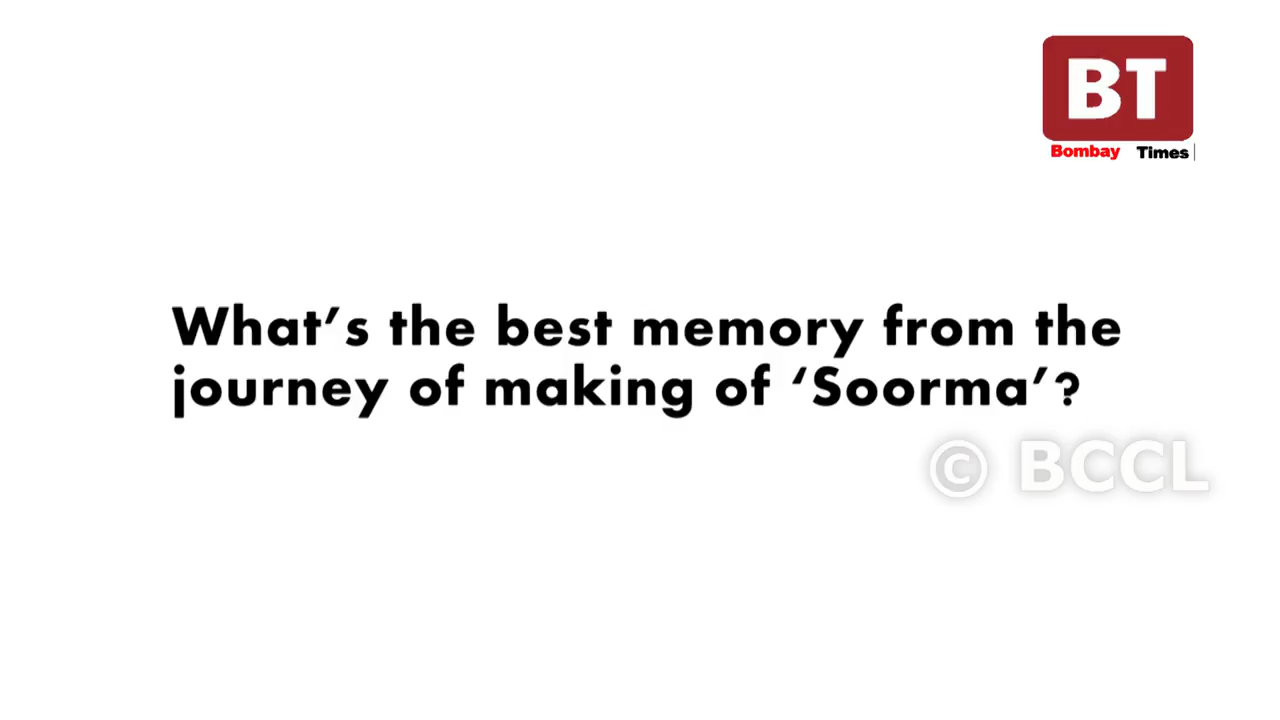 BT
Bombay Times
What's the best memory from the
journey of making of ‘Soorma’?
© BCCL